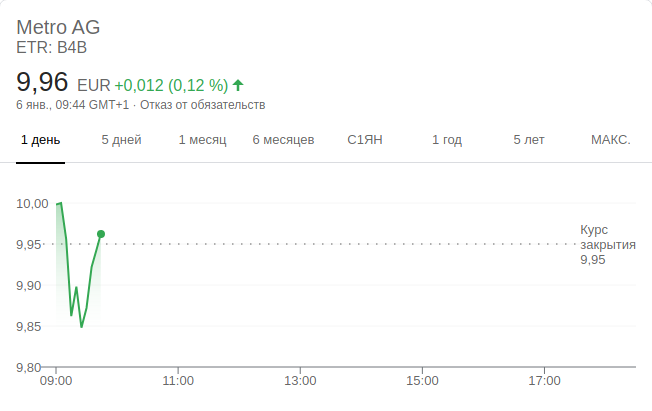 Metro AG
ETR: B4B
9,96 EUR +0,012 (0,12 %)
6 янв., 09:44 GMT+1 · Отказ от обязательств
1 день 5 дней 1 месяц 6 месяцев С1ЯН 1 год 5 лет МАКС.
10,00
Курс
9,95 закрытия
9,95
9,90
9,85
9,80
09:00 11:00 13:00 15:00 17:00